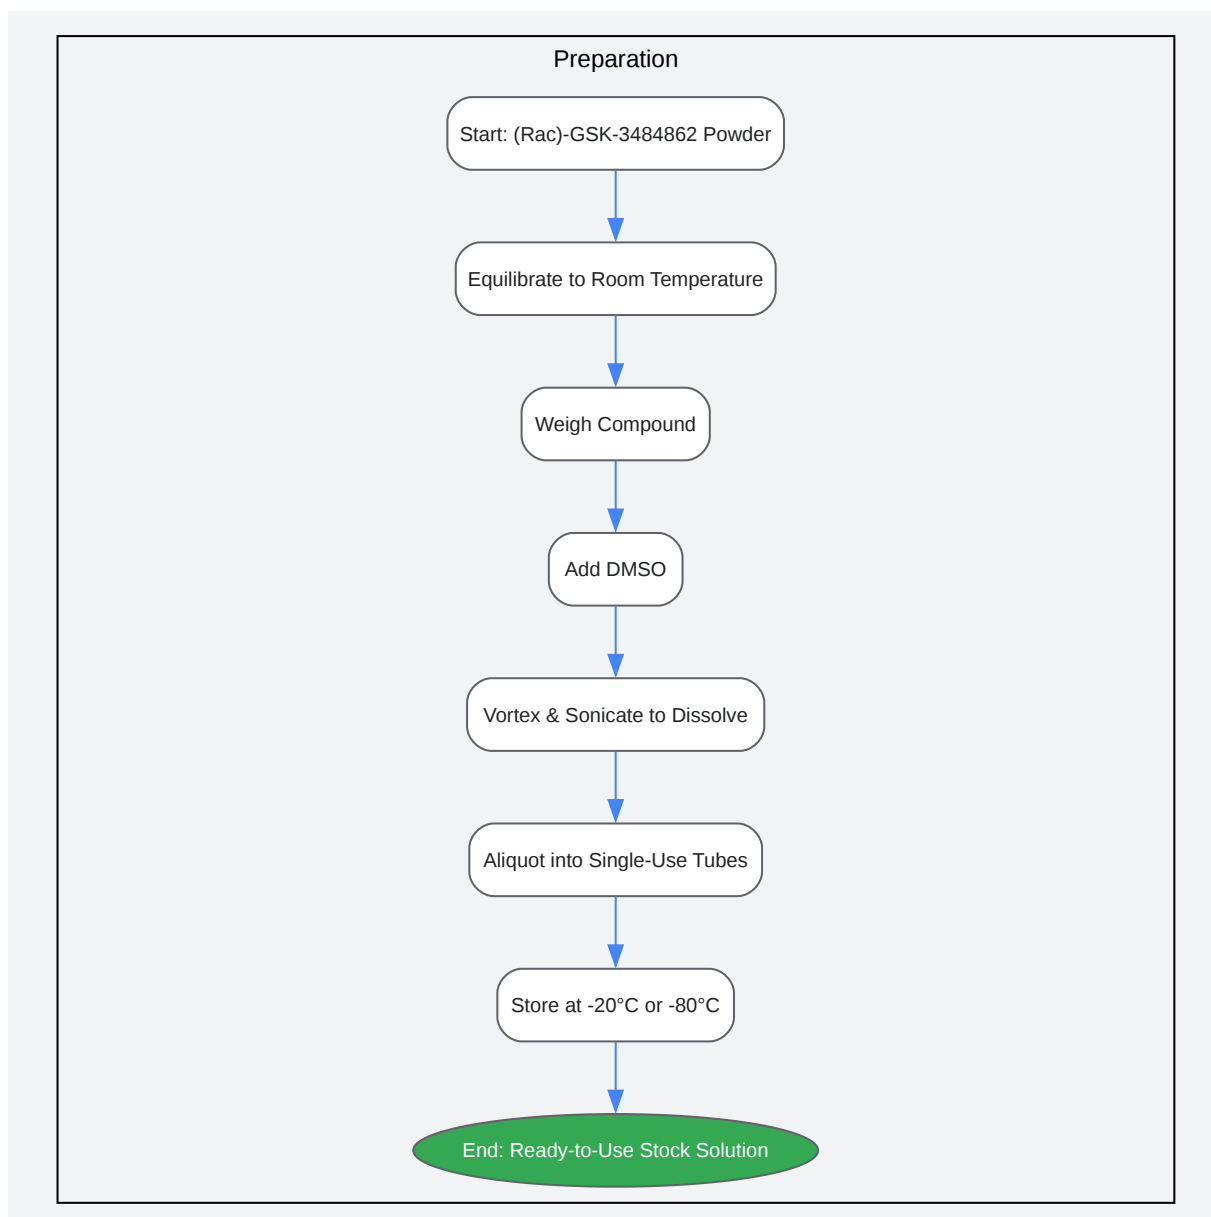 Preparation
Start: (Rac)-GSK-3484862 Powder
Equilibrate to Room Temperature
Weigh Compound
Add DMSO
Vortex & Sonicate to Dissolve
Aliquot into Single-Use Tubes
Store at -20°C or -80°C
End: Ready-to-Use Stock Solution